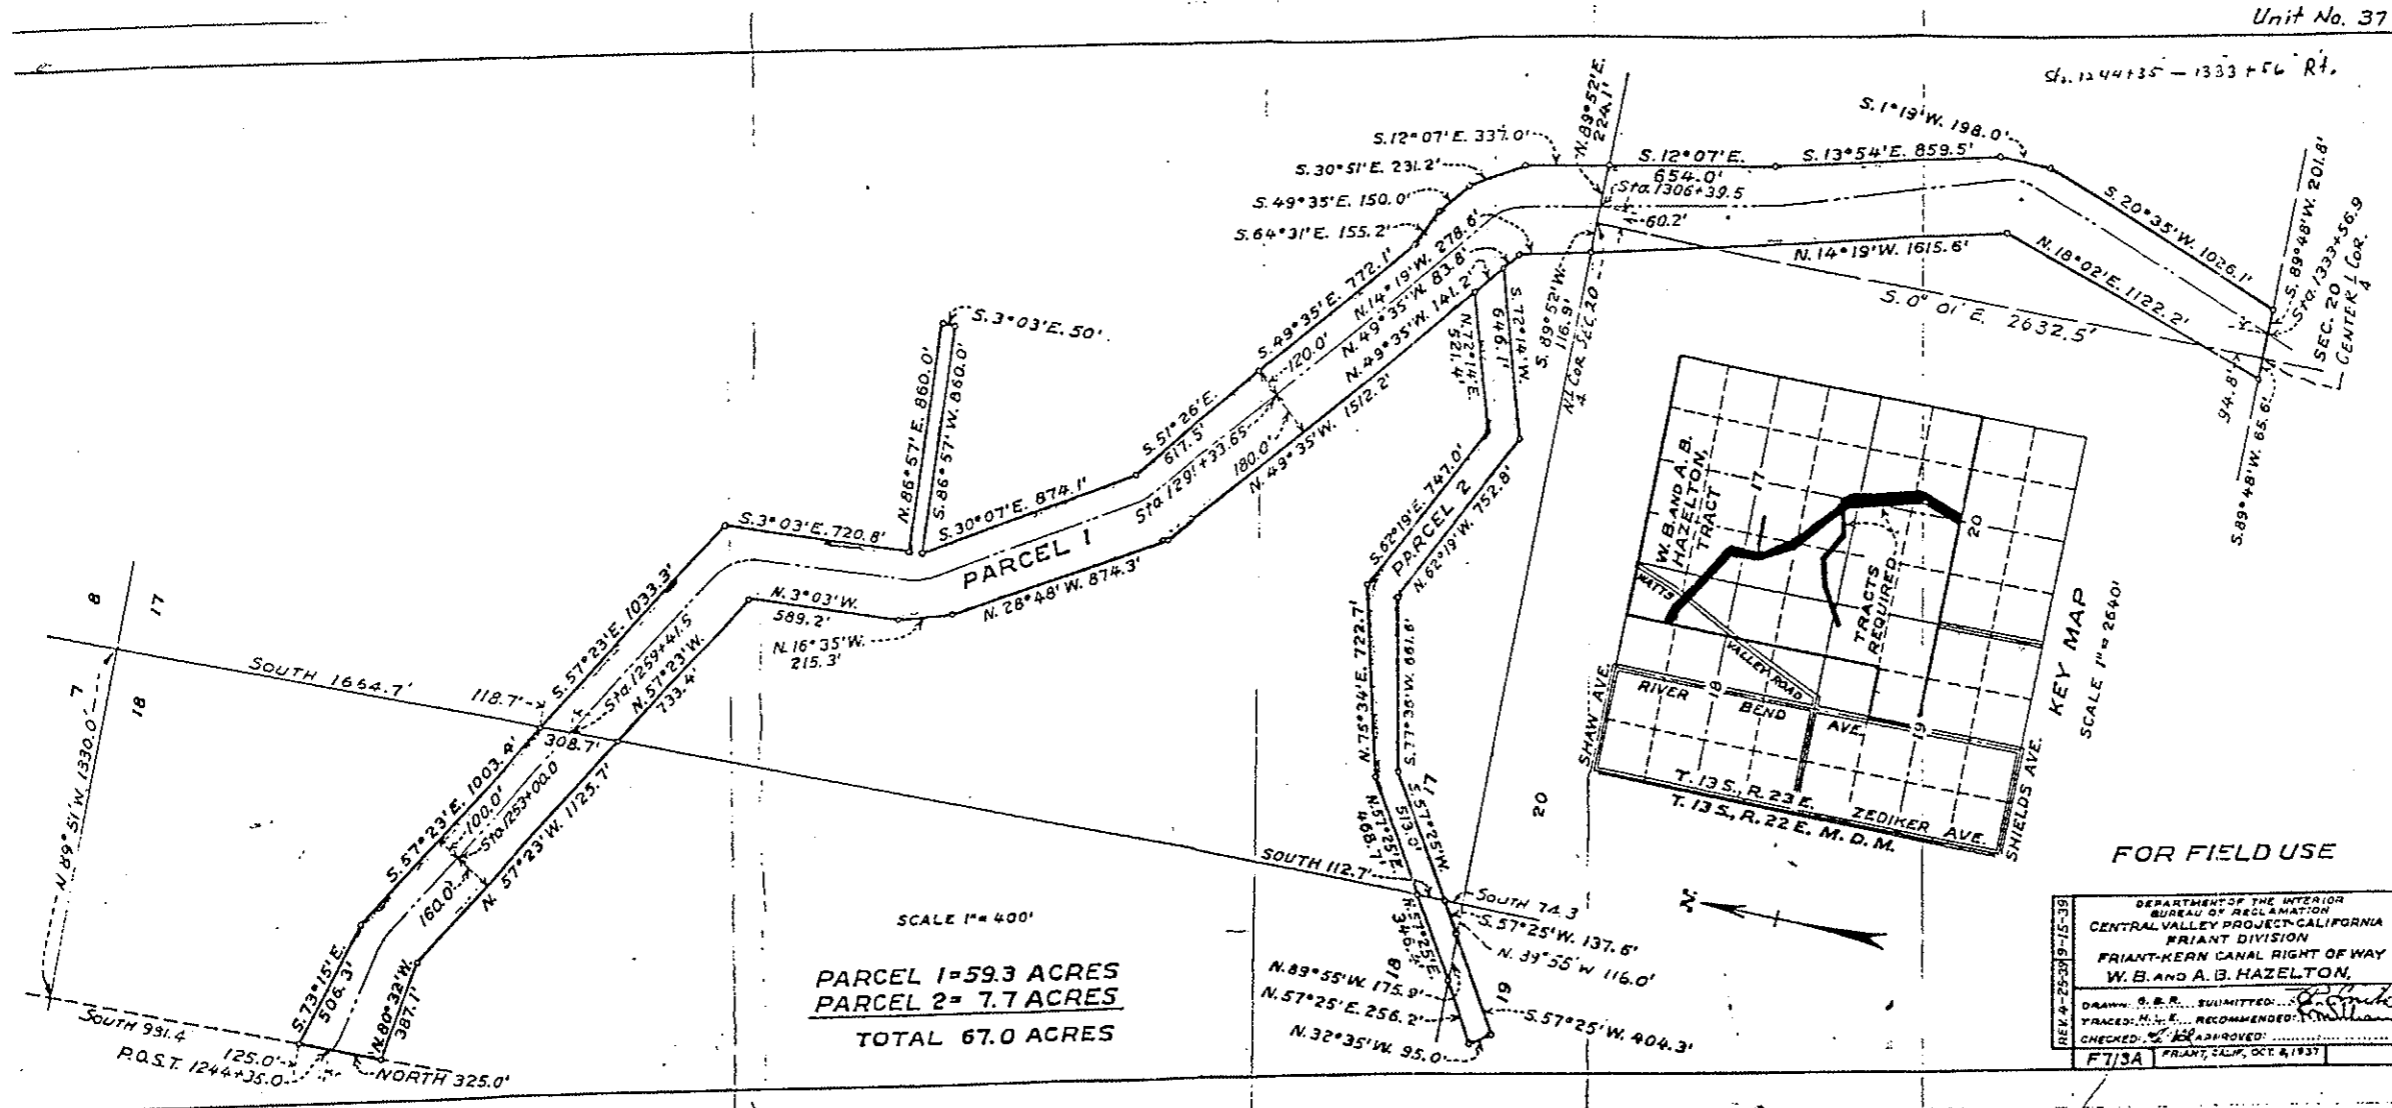 Unit No. 37
Sta. 1244+35 — 1333+56 Rt.
S. 1°19'W. 198.0'
S. 12°07'E. 337.0'
N. 89°52'E.
224.1'
S. 12°07'E.
654.0'
S. 13°54'E. 859.5'
S. 30°51'E. 231.2'
Sta. 1306+39.5
S. 49°35'E. 150.0'
60.2'
S. 64°31'E. 155.2'
S. 20°35'W. 1026.1'
S. 89°48'W. 201.8'
Sta. 1333+56.9
SEC. 20
CENTER ¼ COR.
N. 14°19'W. 1615.6'
N. 18°02'E. 1122.2'
S. 0°01'E. 2632.5'
94.8'
S. 89°48'W. 65.6'
S. 49°35'E. 772.1'
N. 14°19'W. 278.6'
N. 49°35'W. 83.8'
N. 49°35'W. 141.2'
120.0'
S. 72°14'W.
646.1'
N. 72°14'E.
521.4'
S. 89°52'W.
116.9'
N¼ COR. SEC. 20
S. 3°03'E. 50'
N. 86°57'E. 860.0'
S. 86°57'W. 860.0'
S. 51°26'E.
617.5'
Sta. 1291+33.65
180.0'
N. 49°35'W. 1512.2'
S. 3°03'E. 720.8'
S. 30°07'E. 874.1'
PARCEL 1
N. 28°48'W. 874.3'
N. 3°03'W.
589.2'
N. 16°35'W.
215.3'
S. 62°19'E. 747.0'
PARCEL 2
N. 62°19'W. 752.8'
N. 75°34'E. 722.7'
S. 77°36'W. 661.6'
8
17
7
18
SOUTH 1664.7'
118.7'
308.7'
S. 57°23'E. 1033.3'
Sta. 1259+41.5
N. 57°23'W.
733.4'
N 89°51'W 1330.0'
S. 57°23'E. 1003.4'
100.0'
Sta. 1253+00.0
160.0'
N. 57°23'W. 1125.7'
S. 73°15'E.
506.3'
N. 80°32'W.
387.1'
SOUTH 991.4
125.0'
P.O.S.T. 1244+35.0
NORTH 325.0'
SCALE 1"= 400'
PARCEL 1=59.3 ACRES
PARCEL 2= 7.7 ACRES
TOTAL 67.0 ACRES
17
20
S. 57°25'W.
513.0'
N. 57°25'E.
468.7'
SOUTH 112.7'
SOUTH 74.3
S. 57°25'W. 137.6'
N. 39°55'W 116.0'
18
19
N. 57°25'E.
N. 89°55'W. 175.9'
N. 57°25'E. 256.2'
N. 32°35'W. 95.0'
S. 57°25'W. 404.3'
W. B. AND A. B.
HAZELTON,
TRACT
17
20
WATTS
VALLEY ROAD
TRACTS
REQUIRED
RIVER
18
BEND
AVE.
19
SHAW AVE.
SHIELDS AVE.
T. 13 S., R. 23 E.
ZEDIKER AVE.
T. 13 S., R. 22 E. M. D. M.
KEY MAP
SCALE 1"= 2640'
N
FOR FIELD USE
DEPARTMENT OF THE INTERIOR
BUREAU OF RECLAMATION
CENTRAL VALLEY PROJECT-CALIFORNIA
FRIANT DIVISION
FRIANT-KERN CANAL RIGHT OF WAY
W. B. AND A. B. HAZELTON,
DRAWN: SUBMITTED:
TRACED: H.L.E. RECOMMENDED:
CHECKED: APPROVED:
F713A FRIANT, CALIF., OCT. 8, 1937